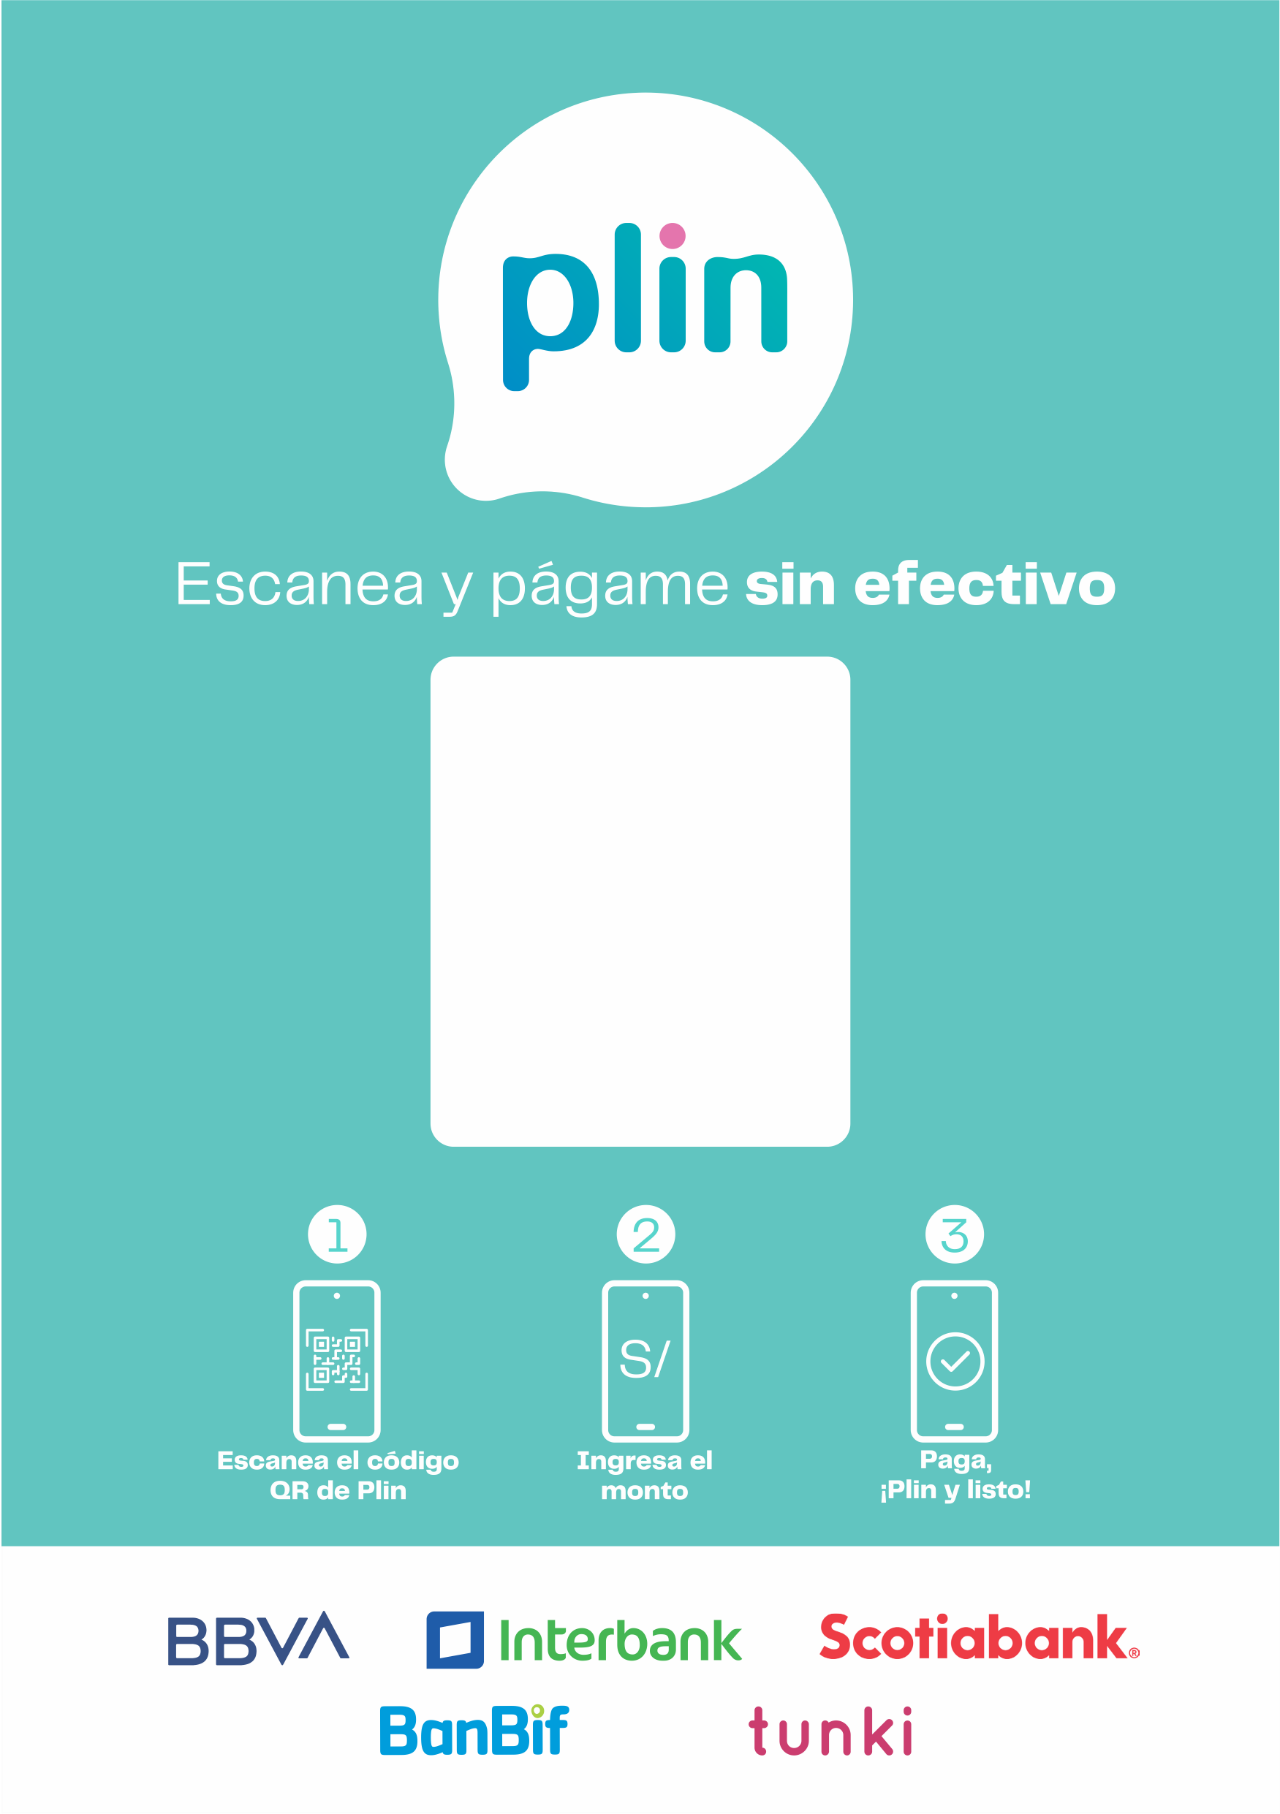 plin
Escanea y págame sin efectivo
1
2
3
S/
Escanea el código
QR de Plin
Ingresa el
monto
Paga,
¡Plin y listo!
BBVA
Interbank
Scotiabank®
BanBif
tunki